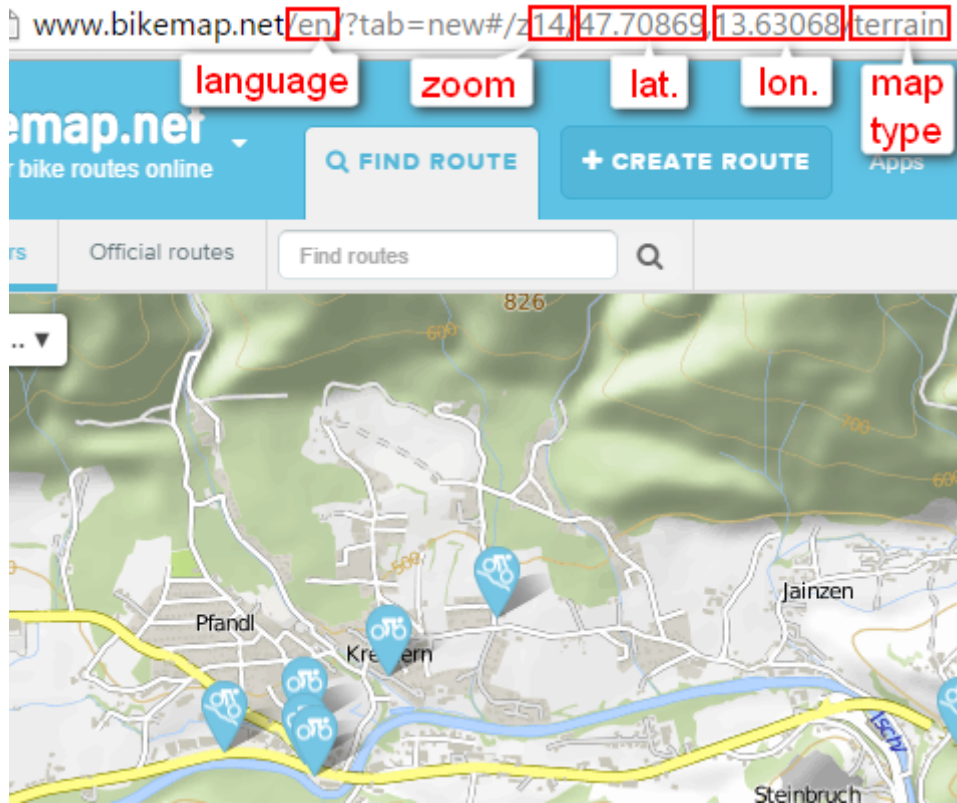 www.bikemap.net/en/?tab=new#/z14/47.70869,13.63068/terrain
language
zoom
lat.
lon.
map
type
emap.net
r bike routes online
FIND ROUTE
+ CREATE ROUTE
Apps
rs
Official routes
Find routes
.. ▼
826
600
700
600
600
Jainzen
Pfandl
Ischl
Steinbruch